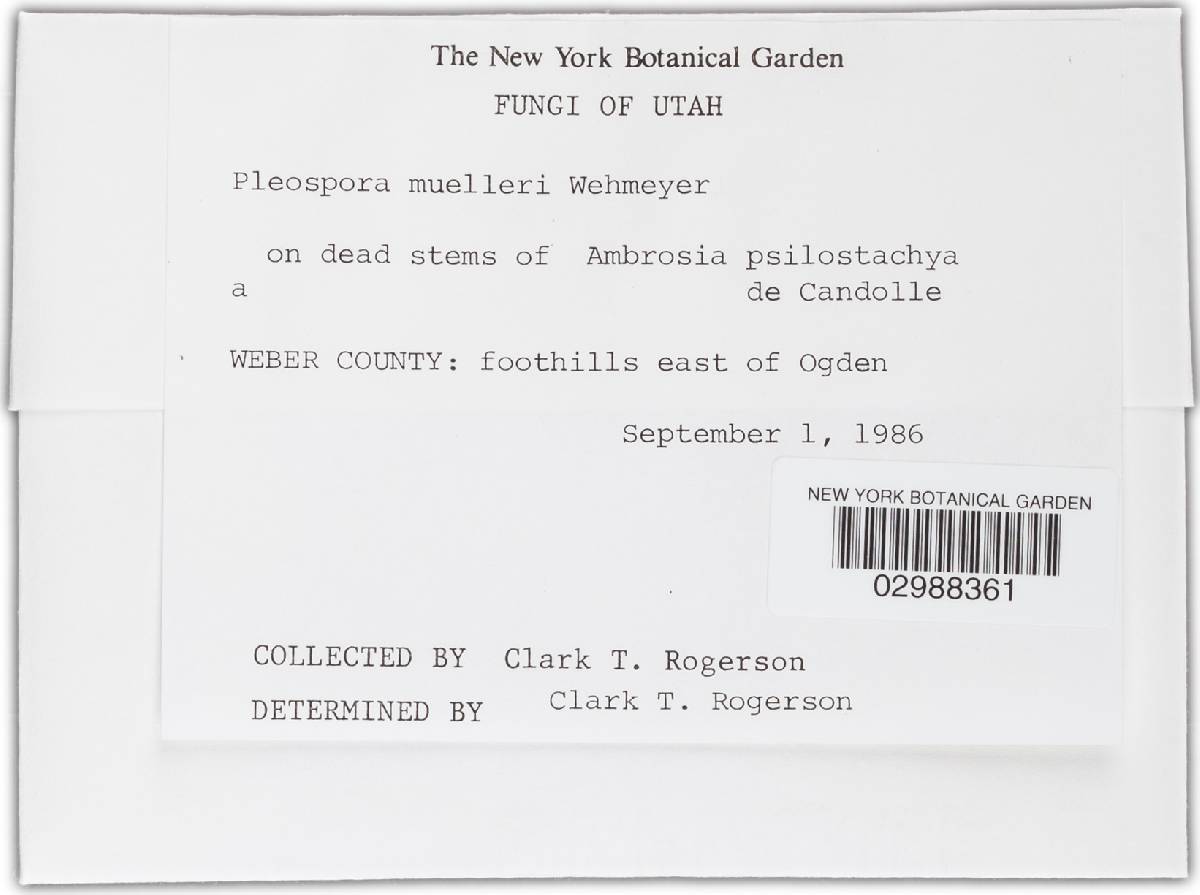 The New York Botanical Garden
FUNGI OF UTAH
Pleospora muelleri Wehmeyer
on dead stems of Ambrosia psilostachya
a de Candolle
WEBER COUNTY: foothills east of Ogden
September 1, 1986
NEW YORK BOTANICAL GARDEN
02988361
COLLECTED BY Clark T. Rogerson
DETERMINED BY Clark T. Rogerson